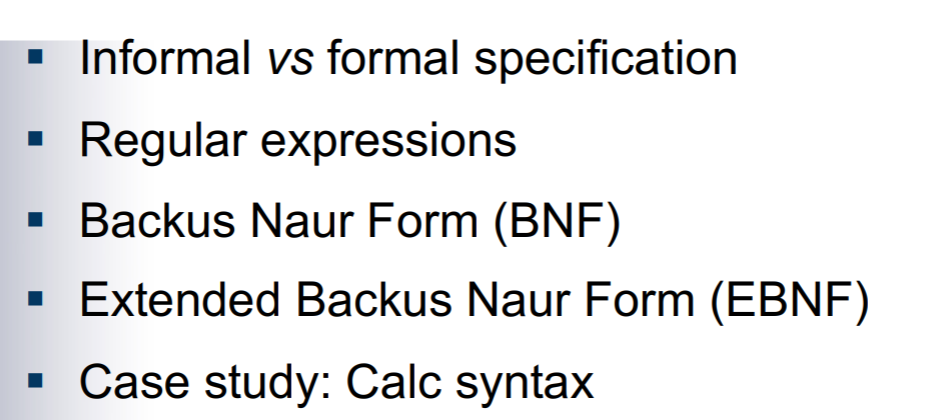 Informal vs formal specification
Regular expressions
Backus Naur Form (BNF)
Extended Backus Naur Form (EBNF)
Case study: Calc syntax